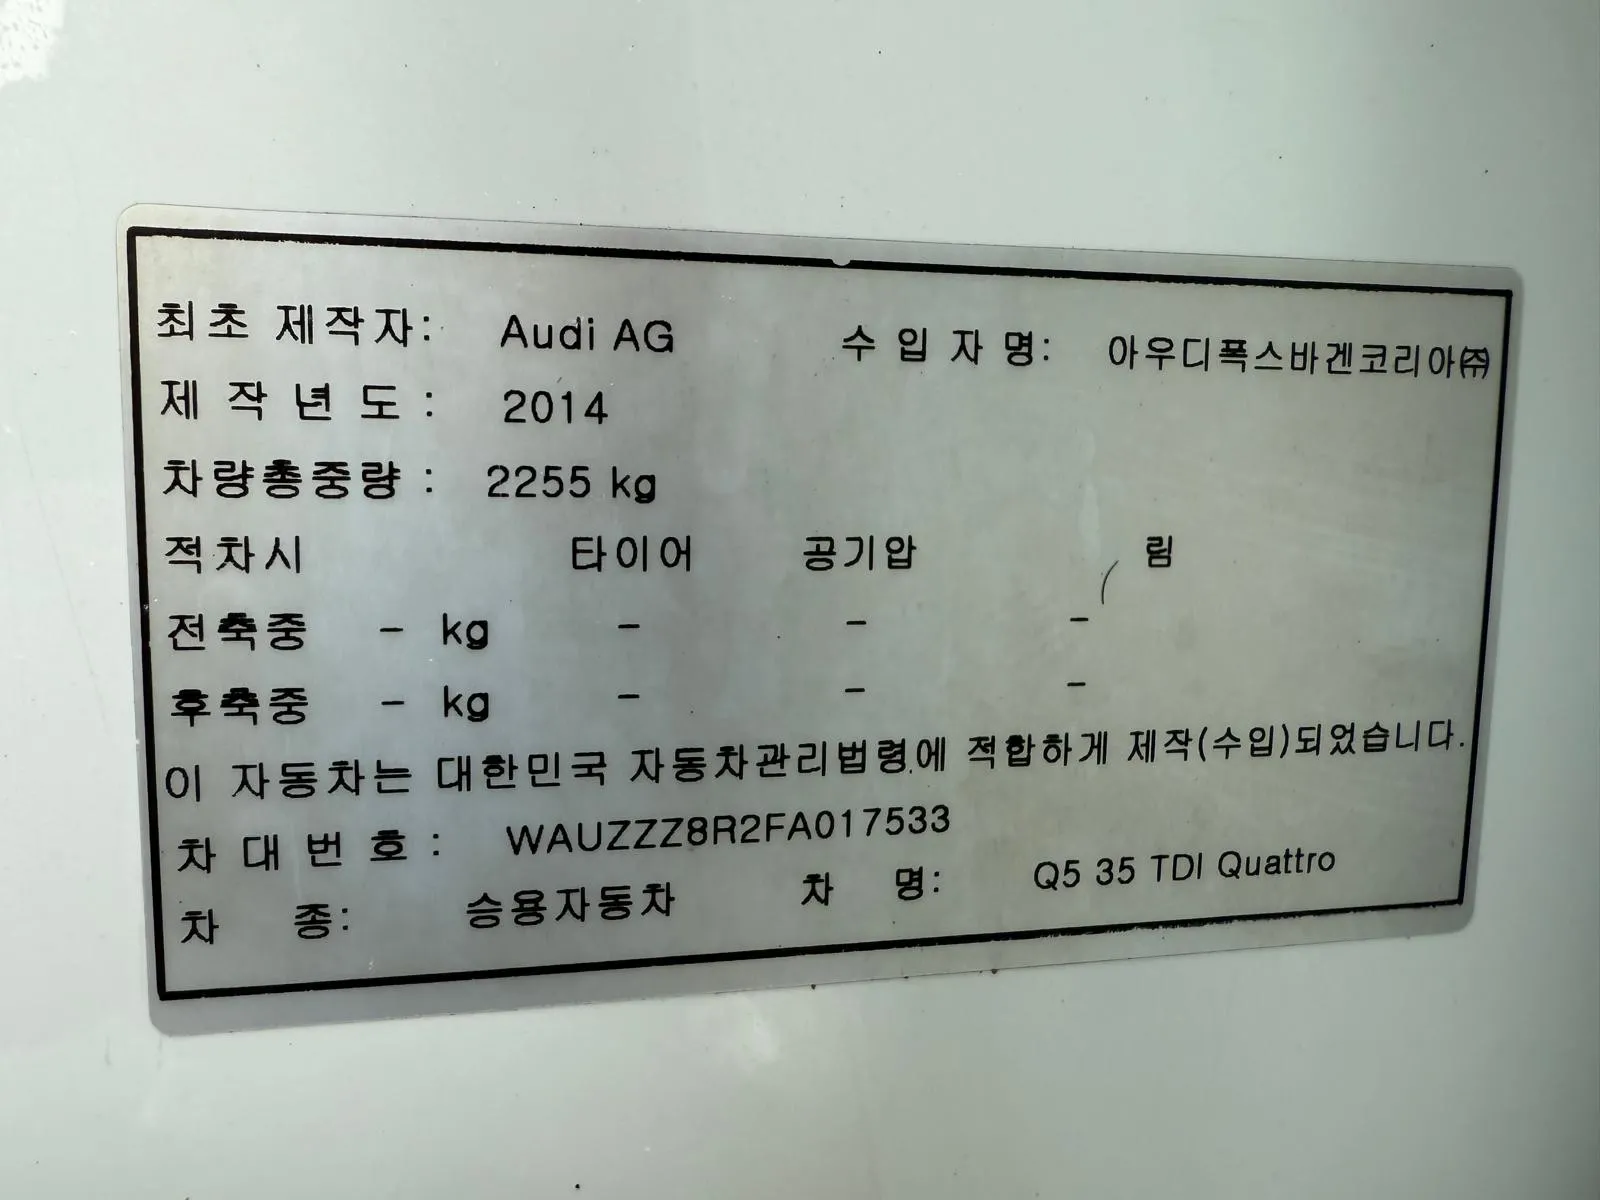 최초 제작자: Audi AG 수입자명: 아우디폭스바겐코리아㈜
제작년도: 2014
차량총중량: 2255 kg
적차시 타이어 공기압 림
전축중 - kg - - -
후축중 - kg - - -
이 자동차는 대한민국 자동차관리법령에 적합하게 제작(수입)되었습니다.
차대번호: WAUZZZ8R2FA017533
차 종: 승용자동차 차 명: Q5 35 TDI Quattro